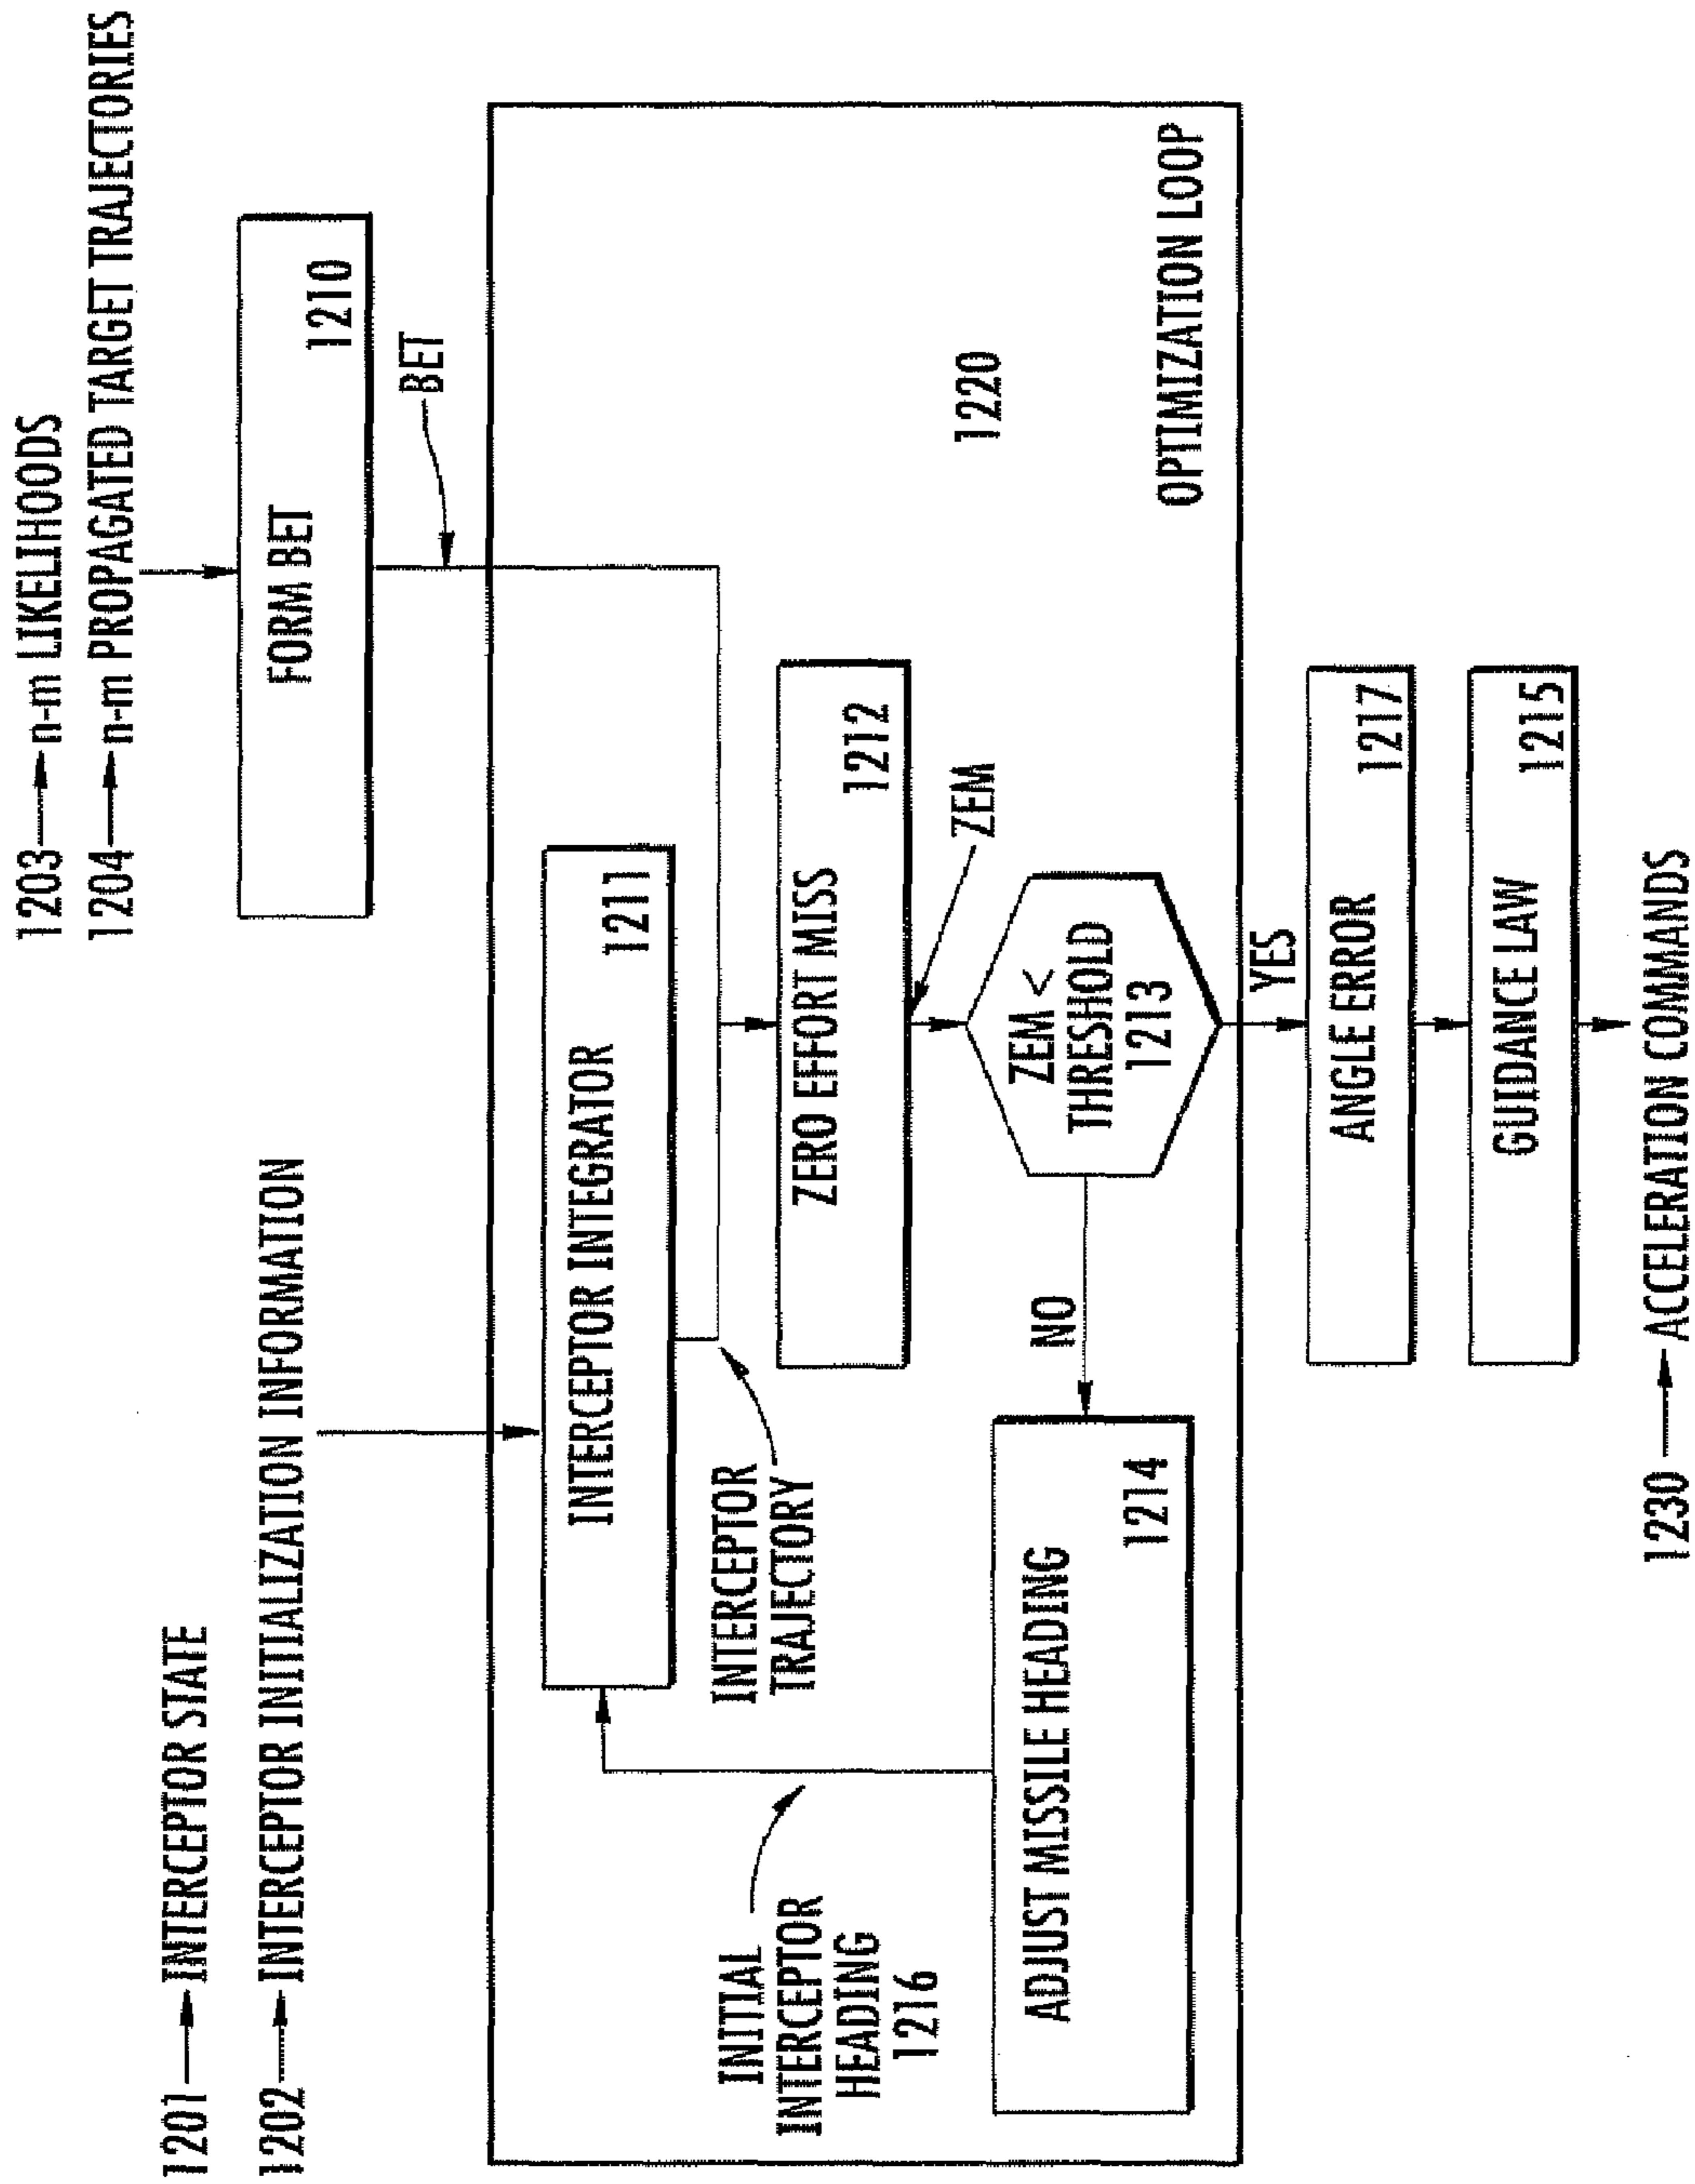 1201 INTERCEPTOR STATE
1202 INTERCEPTOR INITIALIZATION INFORMATION
1203 n-m LIKELIHOODS
1204 n-m PROPAGATED TARGET TRAJECTORIES
FORM BET
1210
BET
INTERCEPTOR INTEGRATOR
1211
INITIAL
INTERCEPTOR
HEADING
1216
INTERCEPTOR
TRAJECTORY
ZERO EFFORT MISS
1212
ZEM
1220
ADJUST MISSILE HEADING
1214
NO
ZEM <
THRESHOLD
1213
OPTIMIZATION LOOP
YES
ANGLE ERROR
1217
GUIDANCE LAW
1215
1230 ACCELERATION COMMANDS